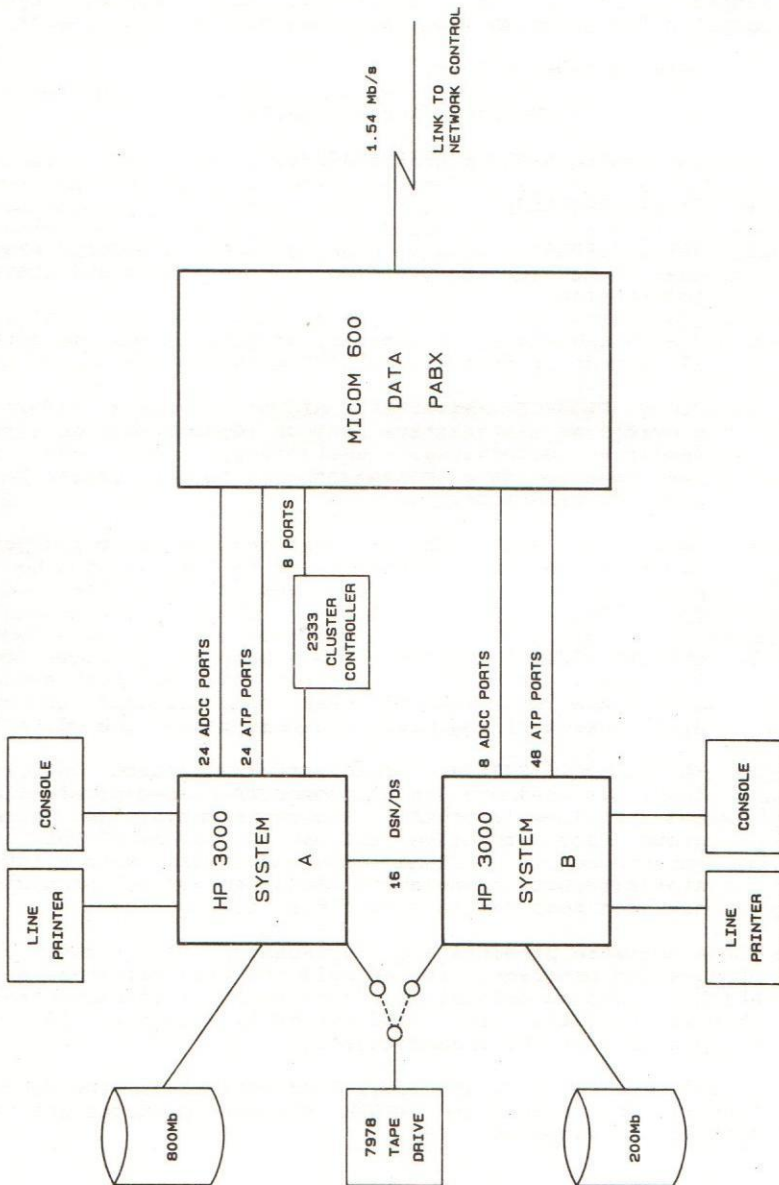 800Mb
7978
TAPE
DRIVE
200Mb
LINE
PRINTER
CONSOLE
HP 3000
SYSTEM
A
16
DSN/DS
HP 3000
SYSTEM
B
LINE
PRINTER
CONSOLE
24 ADCC PORTS
24 ATP PORTS
2333
CLUSTER
CONTROLLER
8 PORTS
8 ADCC PORTS
48 ATP PORTS
MICOM 600
DATA
PABX
1.54 Mb/s
LINK TO
NETWORK CONTROL